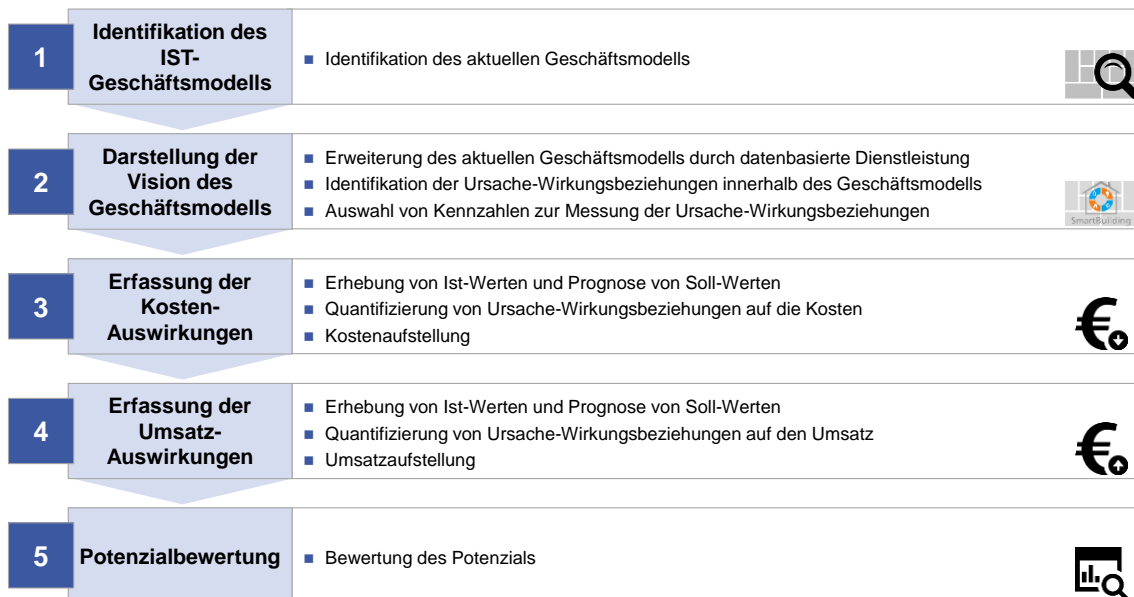 1
Identifikation des
IST-
Geschäftsmodells
Identifikation des aktuellen Geschäftsmodells
2
Darstellung der
Vision des
Geschäftsmodells
Erweiterung des aktuellen Geschäftsmodells durch datenbasierte Dienstleistung
Identifikation der Ursache-Wirkungsbeziehungen innerhalb des Geschäftsmodells
Auswahl von Kennzahlen zur Messung der Ursache-Wirkungsbeziehungen
SmartBuilding
3
Erfassung der
Kosten-
Auswirkungen
Erhebung von Ist-Werten und Prognose von Soll-Werten
Quantifizierung von Ursache-Wirkungsbeziehungen auf die Kosten
Kostenaufstellung
€
4
Erfassung der
Umsatz-
Auswirkungen
Erhebung von Ist-Werten und Prognose von Soll-Werten
Quantifizierung von Ursache-Wirkungsbeziehungen auf den Umsatz
Umsatzaufstellung
€
5
Potenzialbewertung
Bewertung des Potenzials